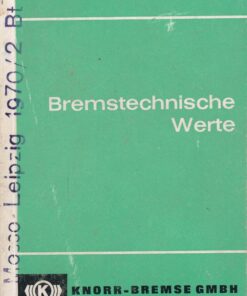 Messe Leipzig 1970/2 Bt
Bremstechnische
Werte
K
KNORR-BREMSE GMBH